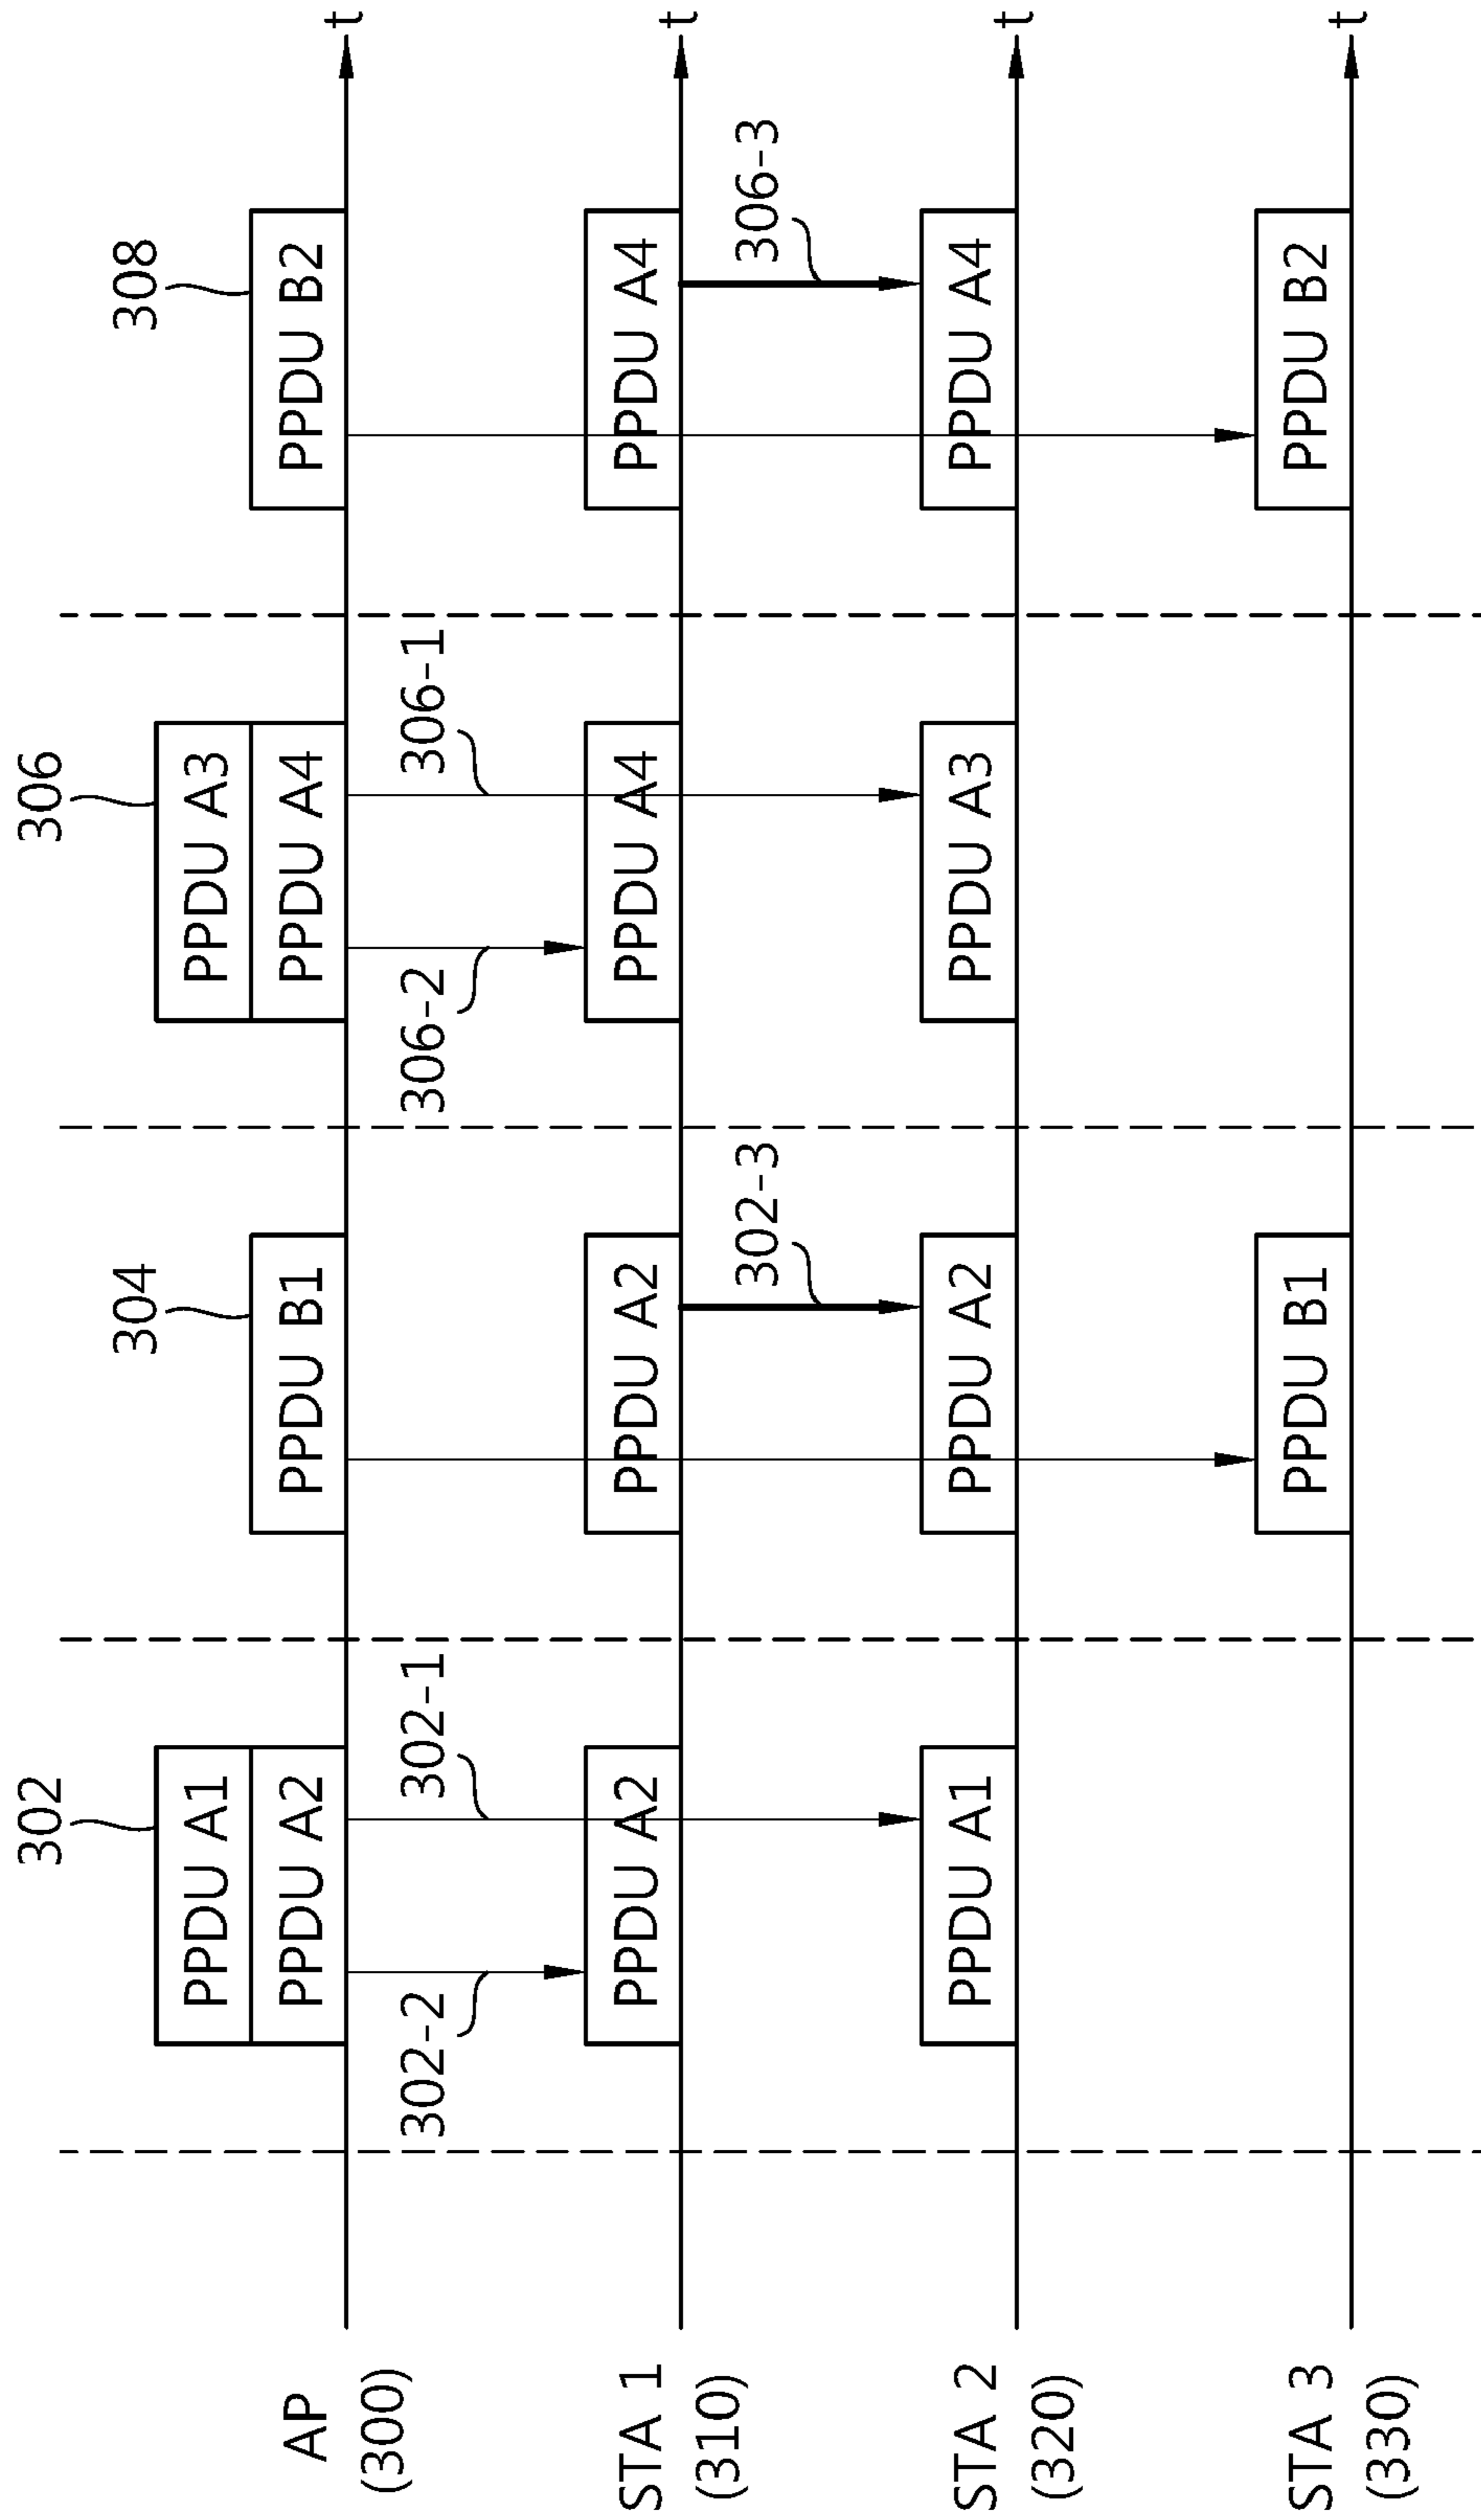 302
304
306
308
PPDU A1
PPDU A2
PPDU B1
PPDU A3
PPDU A4
PPDU B2
AP
(300)
t
302-2
302-1
306-2
306-1
PPDU A2
PPDU A2
PPDU A4
PPDU A4
STA 1
(310)
t
302-3
306-3
PPDU A1
PPDU A2
PPDU A3
PPDU A4
STA 2
(320)
t
PPDU B1
PPDU B2
STA 3
(330)
t